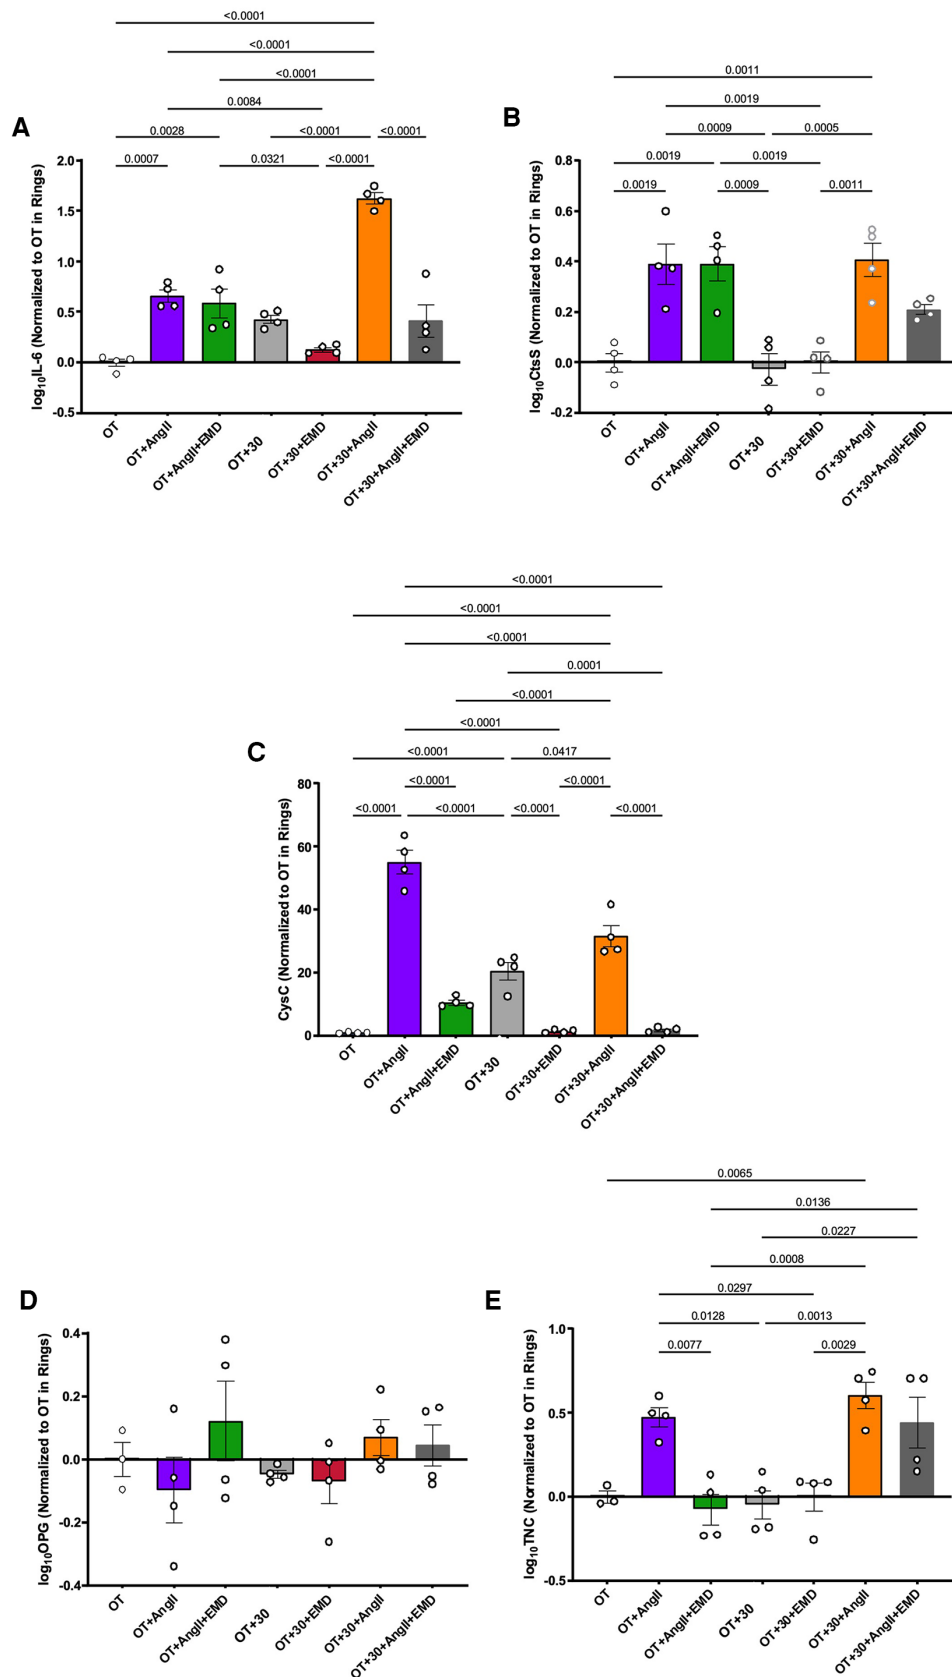 <0.0001
<0.0001
<0.0001
0.0084
0.0028 <0.0001 <0.0001
0.0007 0.0321 <0.0001
A
log10IL-6 (Normalized to OT in Rings)
2.0
1.5
1.0
0.5
0.0
-0.5
OT
OT+AngII
OT+AngII+EMD
OT+30
OT+30+EMD
OT+30+AngII
OT+30+AngII+EMD
B
0.0011
0.0019
0.0009 0.0005
0.0019 0.0019
0.0019 0.0009 0.0011
log10CtsS (Normalized to OT in Rings)
0.8
0.6
0.4
0.2
0.0
-0.2
OT
OT+AngII
OT+AngII+EMD
OT+30
OT+30+EMD
OT+30+AngII
OT+30+AngII+EMD
<0.0001
<0.0001
<0.0001
0.0001
<0.0001
<0.0001
<0.0001 0.0417
<0.0001 <0.0001
<0.0001 <0.0001 <0.0001 <0.0001
C
CysC (Normalized to OT in Rings)
80
60
40
20
0
OT
OT+AngII
OT+AngII+EMD
OT+30
OT+30+EMD
OT+30+AngII
OT+30+AngII+EMD
D
log10OPG (Normalized to OT in Rings)
0.4
0.2
0.0
-0.2
-0.4
OT
OT+AngII
OT+AngII+EMD
OT+30
OT+30+EMD
OT+30+AngII
OT+30+AngII+EMD
0.0065
0.0136
0.0227
0.0008
0.0297
0.0128 0.0013
0.0077 0.0029
E
log10TNC (Normalized to OT in Rings)
1.0
0.5
0.0
-0.5
OT
OT+AngII
OT+AngII+EMD
OT+30
OT+30+EMD
OT+30+AngII
OT+30+AngII+EMD